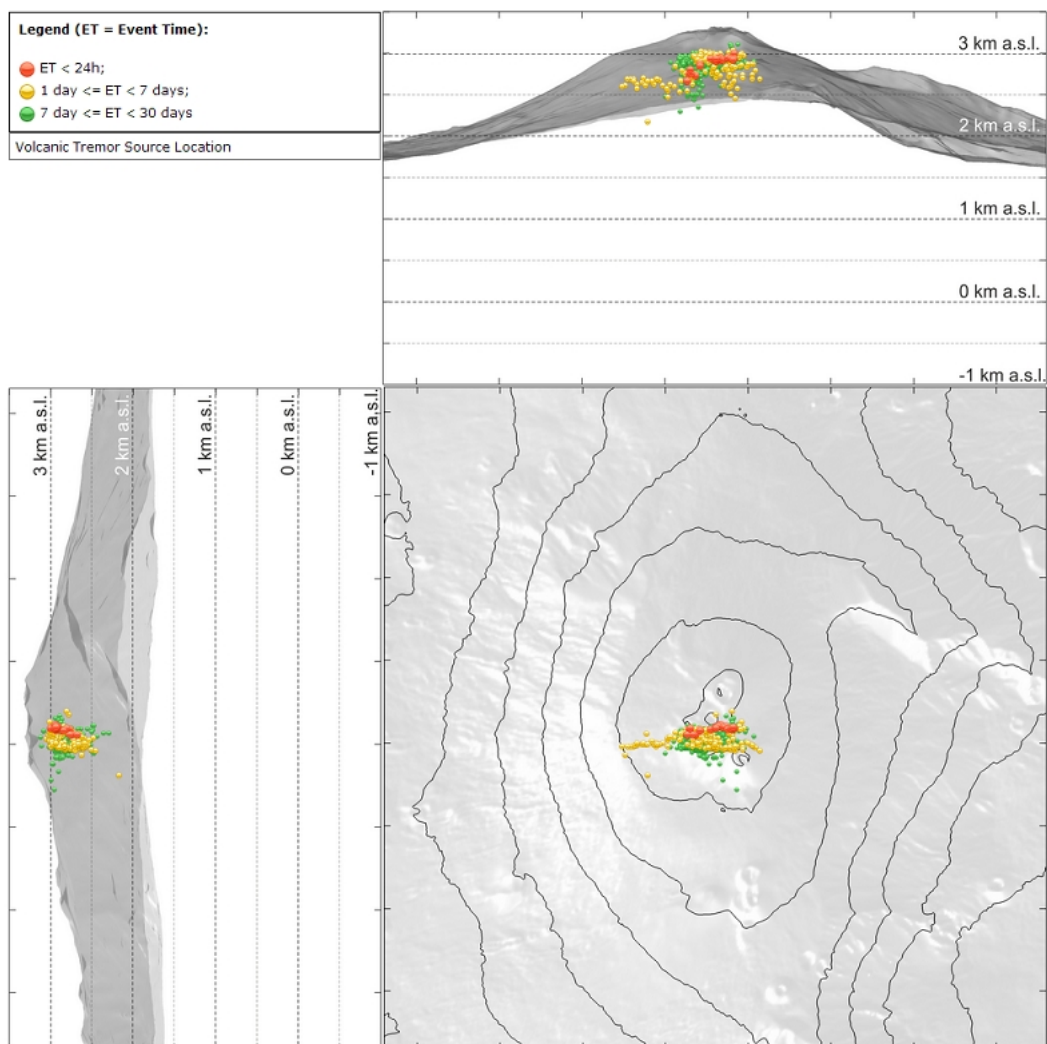 Legend (ET = Event Time):
ET < 24h;
1 day <= ET < 7 days;
7 day <= ET < 30 days
Volcanic Tremor Source Location
3 km a.s.l.
2 km a.s.l.
1 km a.s.l.
0 km a.s.l.
-1 km a.s.l.
3 km a.s.l.
2 km a.s.l.
1 km a.s.l.
0 km a.s.l.
-1 km a.s.l.